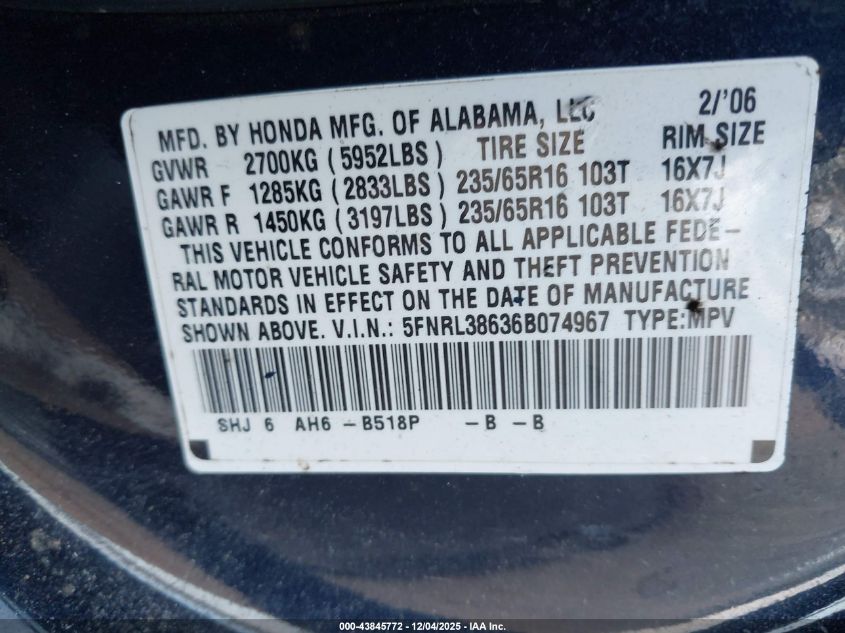 MFD. BY HONDA MFG. OF ALABAMA, LLC 2/'06
GVWR 2700KG (5952LBS) TIRE SIZE RIM SIZE
GAWR F 1285KG (2833LBS) 235/65R16 103T 16X7J
GAWR R 1450KG (3197LBS) 235/65R16 103T 16X7J
THIS VEHICLE CONFORMS TO ALL APPLICABLE FEDE-
RAL MOTOR VEHICLE SAFETY AND THEFT PREVENTION
STANDARDS IN EFFECT ON THE DATE OF MANUFACTURE
SHOWN ABOVE. V.I.N.: 5FNRL38636B074967 TYPE:MPV
SHJ 6 AH6 -B518P -B -B
000-43845772 - 12/04/2025 - IAA Inc.